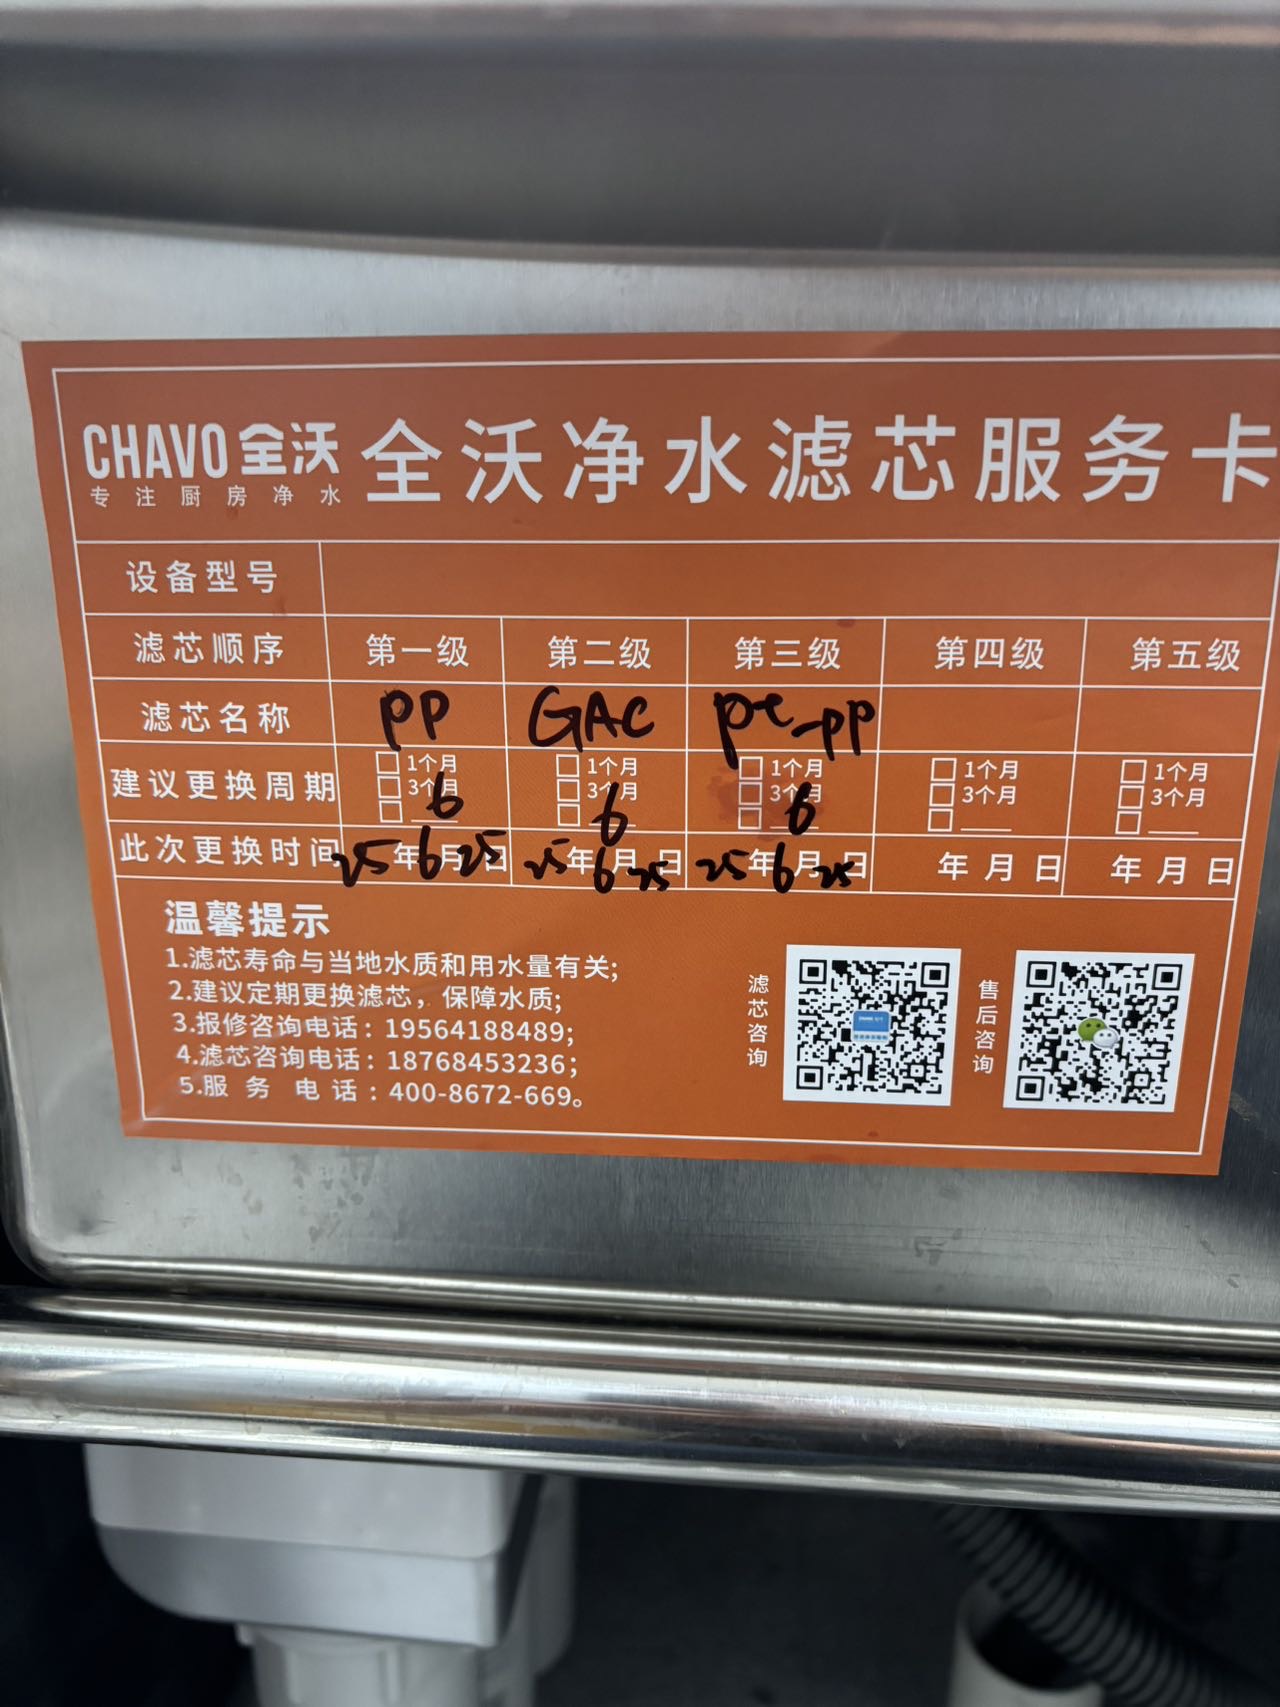 CHAVO全沃 全沃净水滤芯服务卡
专注厨房净水
设备型号
滤芯顺序 第一级 第二级 第三级 第四级 第五级
滤芯名称 PP GAC pc-pp
建议更换周期 1个月 1个月 1个月 1个月 1个月
3个月 3个月 3个月 3个月 3个月
6 6 6
此次更换时间 25年6月25日 25年6月25日 25年6月25日 年月日 年月日
温馨提示
1.滤芯寿命与当地水质和用水量有关;
2.建议定期更换滤芯，保障水质;
3.报修咨询电话：19564188489;
4.滤芯咨询电话：18768453236;
5.服务电话：400-8672-669。
滤芯咨询
售后咨询